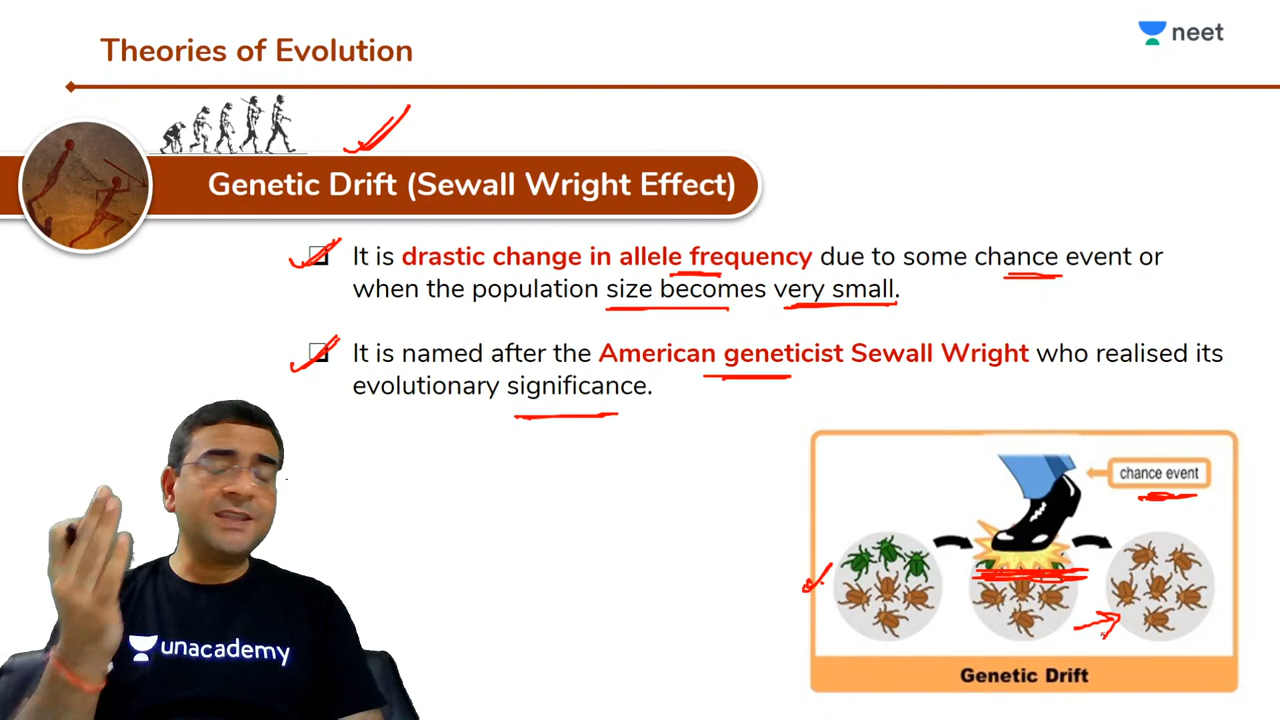 Theories of Evolution
neet
Genetic Drift (Sewall Wright Effect)
It is drastic change in allele frequency due to some chance event or
when the population size becomes very small.
It is named after the American geneticist Sewall Wright who realised its
evolutionary significance.
chance event
Genetic Drift
unacademy